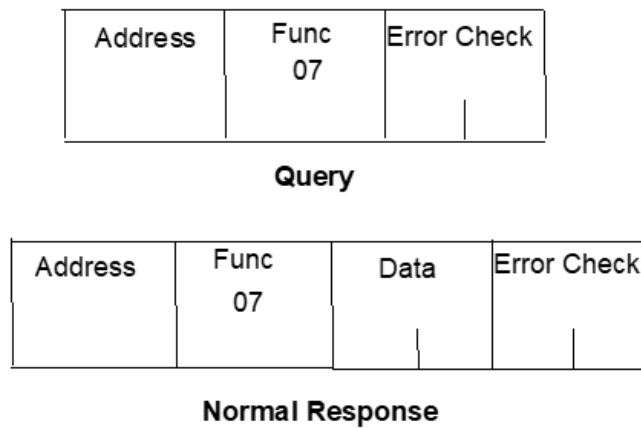 Address Func Error Check
07
Query
Address Func Data Error Check
07
Normal Response